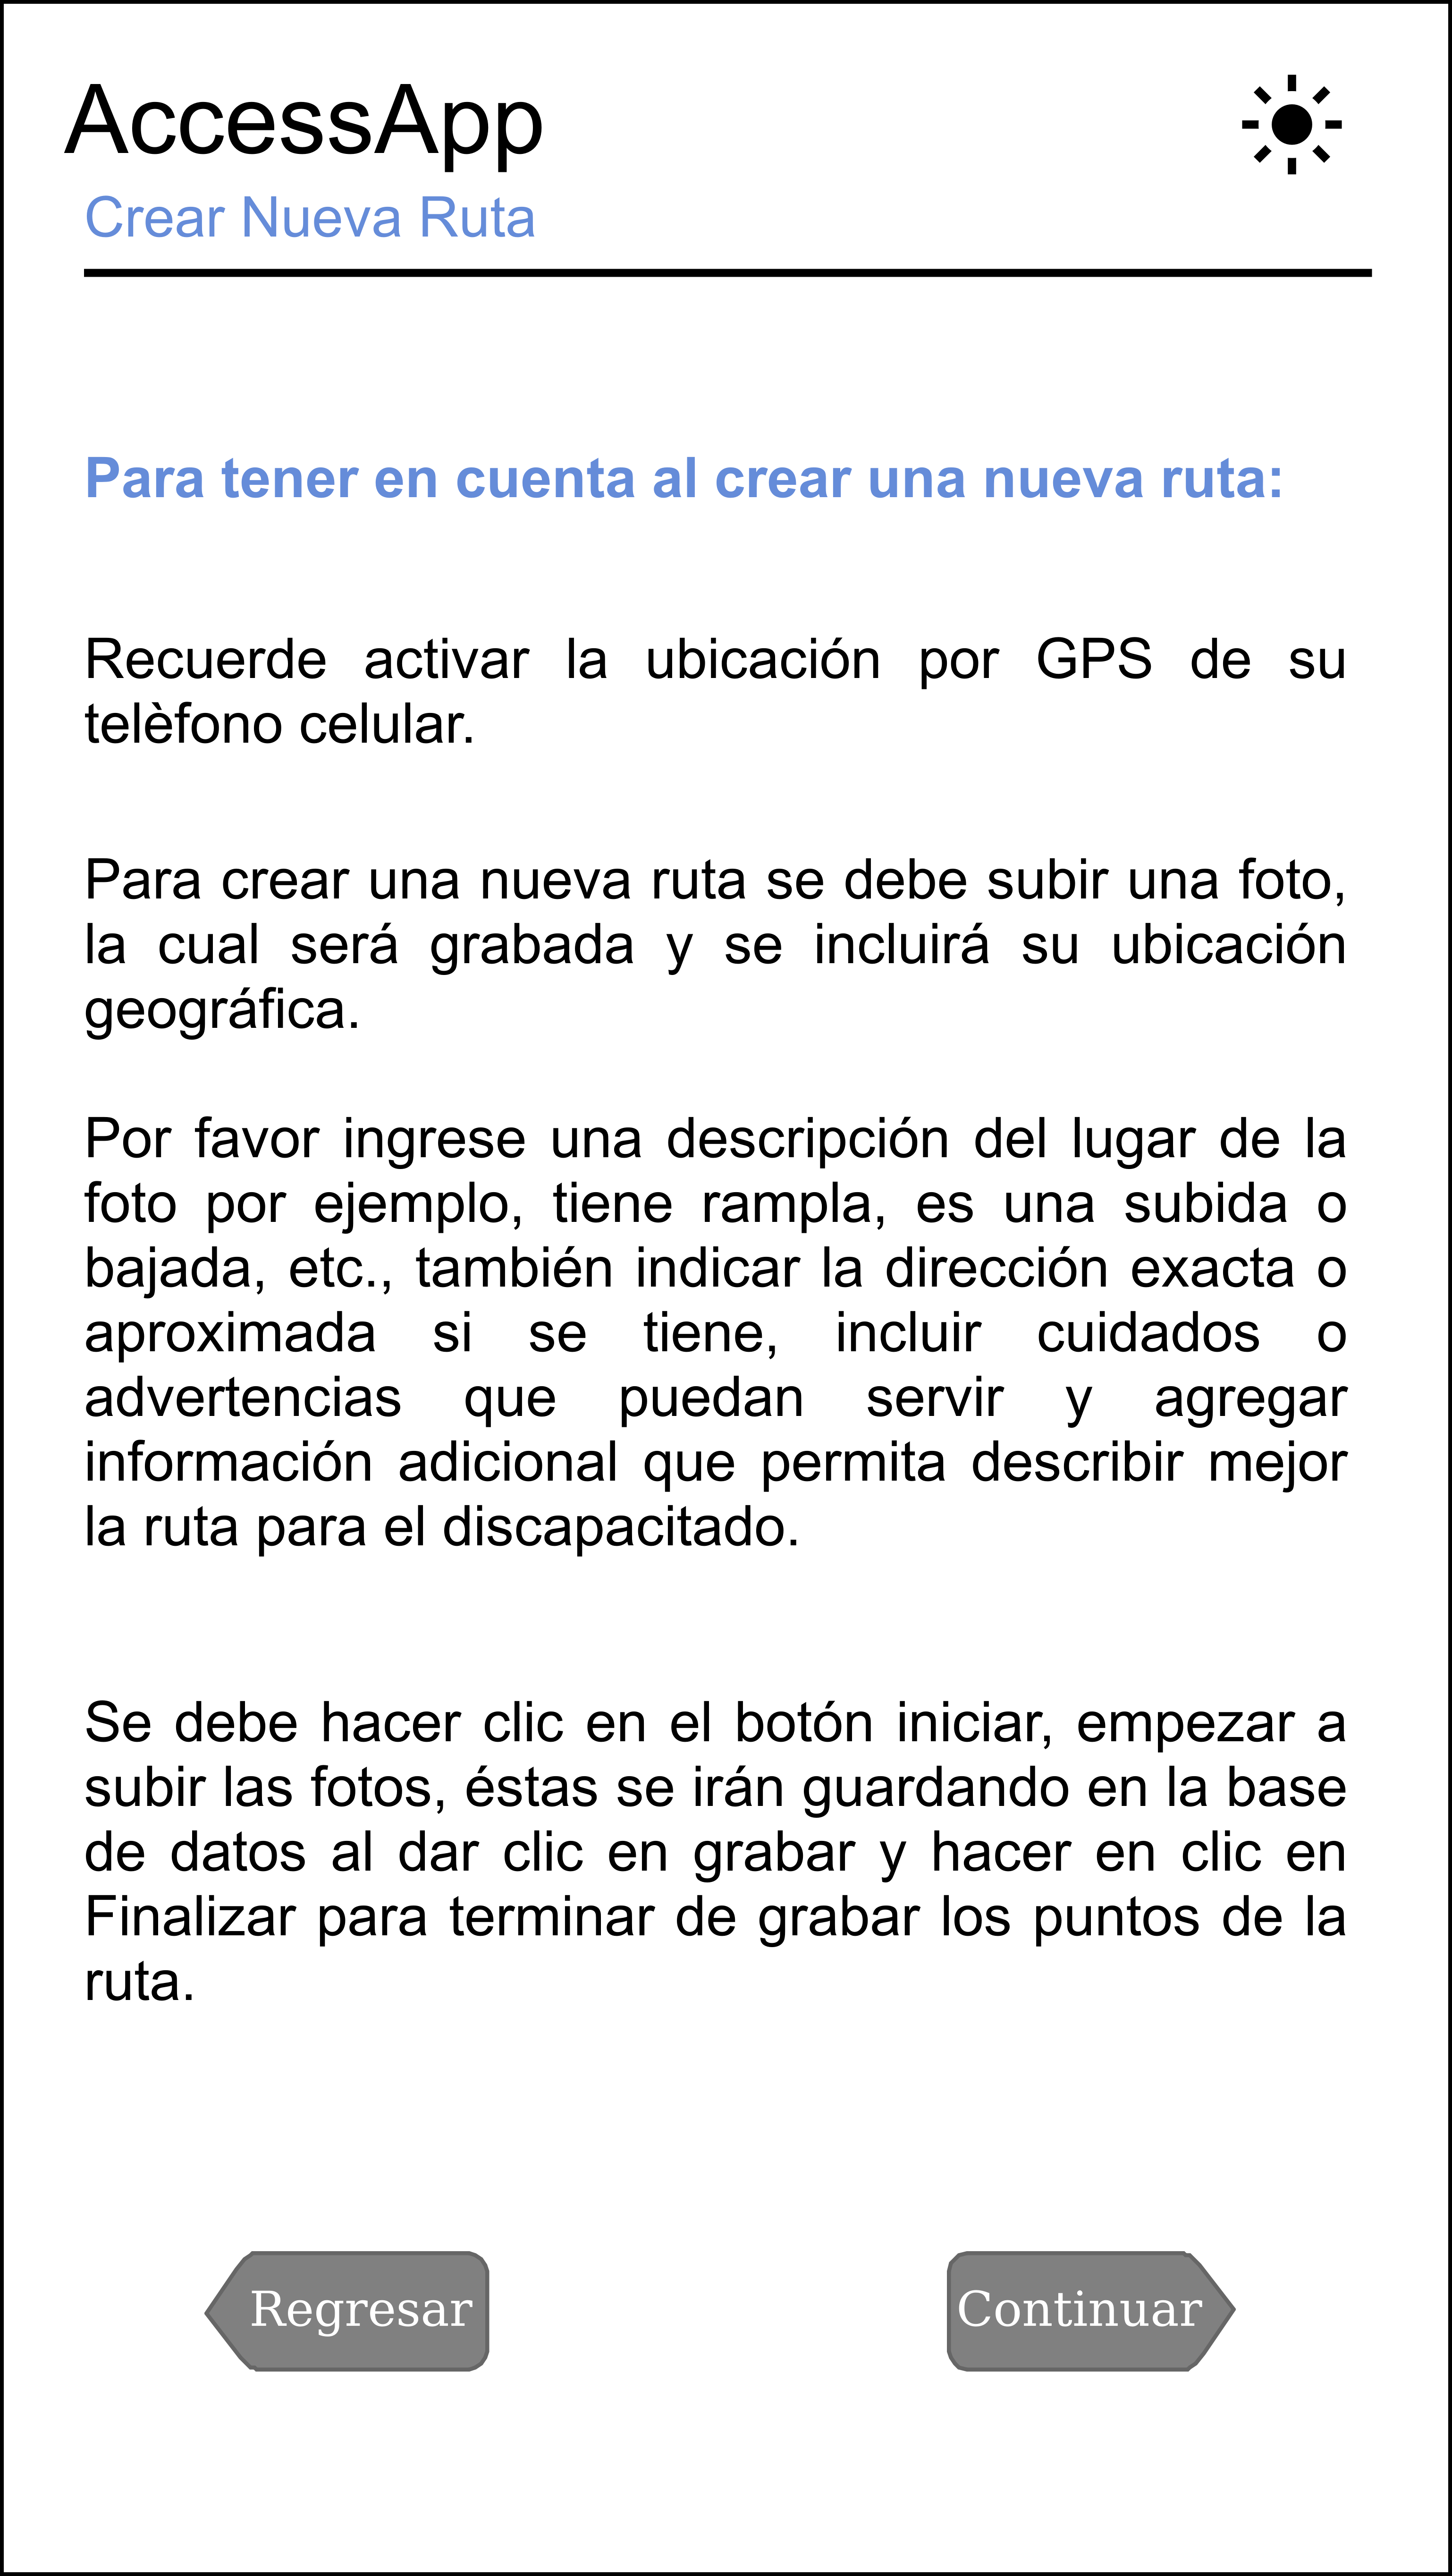 AccessApp
Crear Nueva Ruta
Para tener en cuenta al crear una nueva ruta:
Recuerde activar la ubicación por GPS de su
telèfono celular.
Para crear una nueva ruta se debe subir una foto,
la cual será grabada y se incluirá su ubicación
geográfica.
Por favor ingrese una descripción del lugar de la
foto por ejemplo, tiene rampla, es una subida o
bajada, etc., también indicar la dirección exacta o
aproximada si se tiene, incluir cuidados o
advertencias que puedan servir y agregar
información adicional que permita describir mejor
la ruta para el discapacitado.
Se debe hacer clic en el botón iniciar, empezar a
subir las fotos, éstas se irán guardando en la base
de datos al dar clic en grabar y hacer en clic en
Finalizar para terminar de grabar los puntos de la
ruta.
Regresar
Continuar